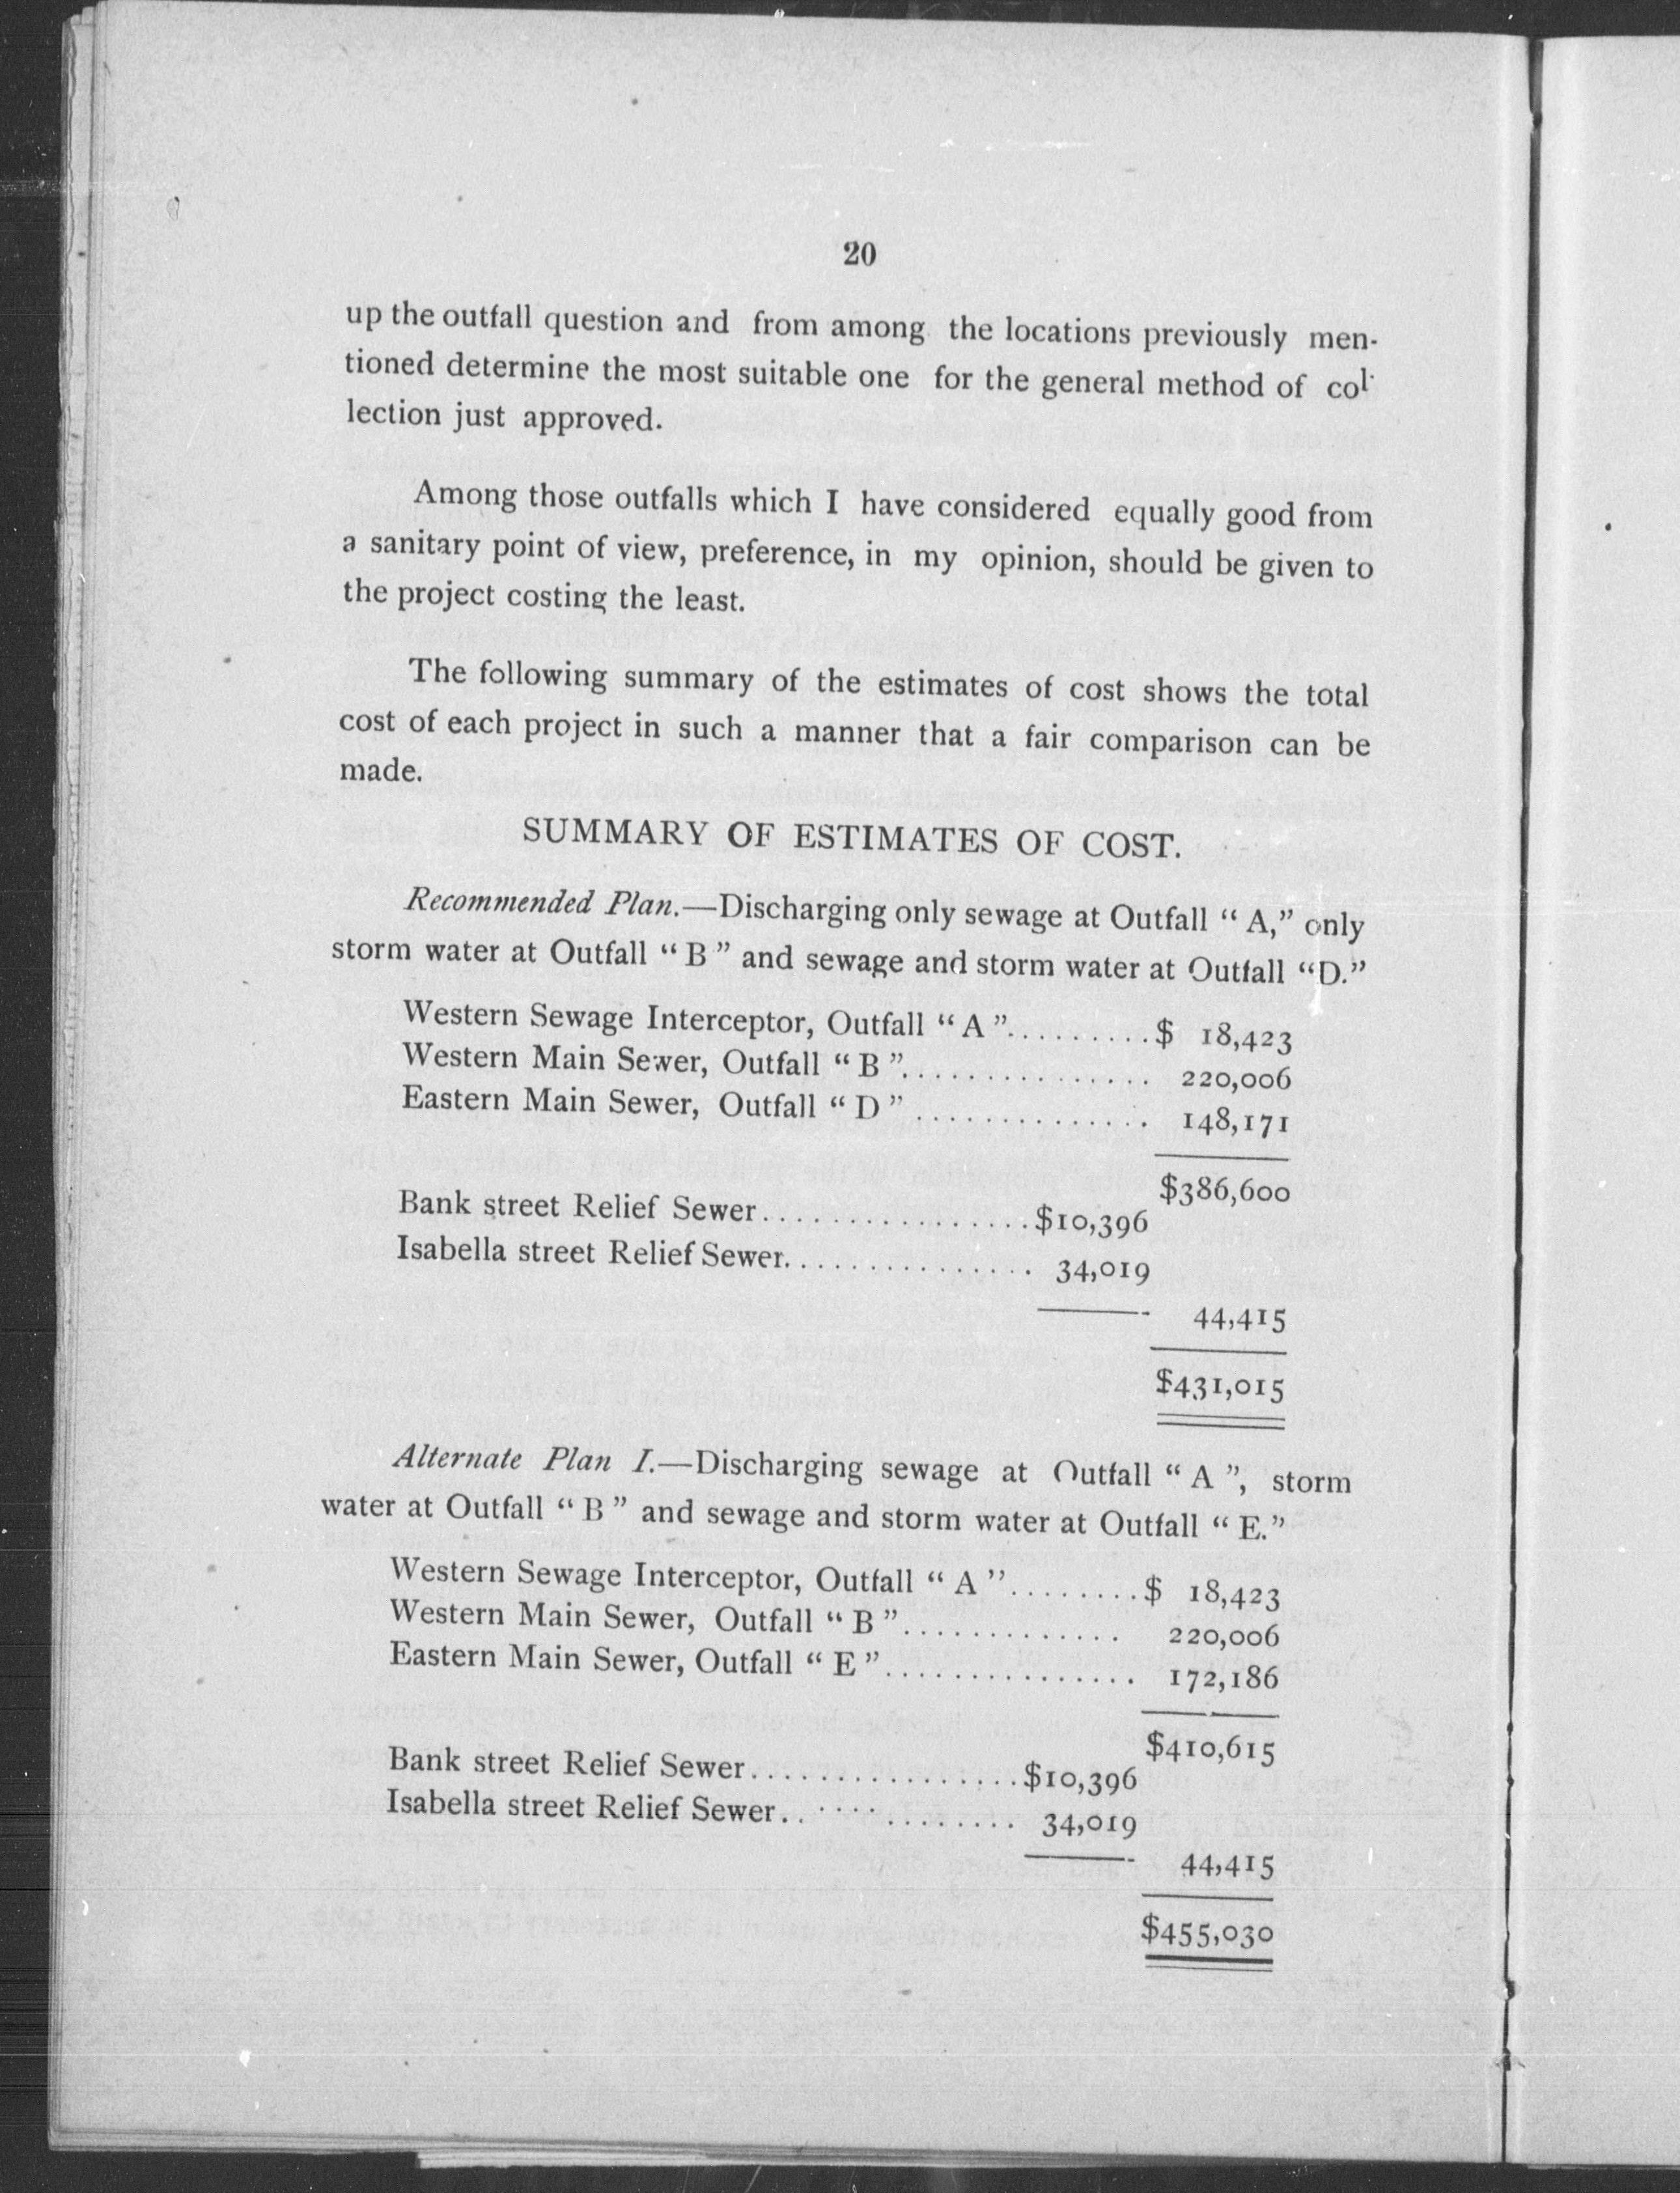 20
up the outfall question and from among the locations previously men-
tioned determine the most suitable one for the general method of col-
lection just approved.
Among those outfalls which I have considered equally good from
a sanitary point of view, preference, in my opinion, should be given to
the project costing the least.
The following summary of the estimates of cost shows the total
cost of each project in such a manner that a fair comparison can be
made.
SUMMARY OF ESTIMATES OF COST.
Recommended Plan.—Discharging only sewage at Outfall "A," only
storm water at Outfall "B" and sewage and storm water at Outfall "D."
Western Sewage Interceptor, Outfall "A".........$ 18,423
Western Main Sewer, Outfall "B"................ 220,006
Eastern Main Sewer, Outfall "D"............... 148,171
$386,600
Bank street Relief Sewer.................$10,396
Isabella street Relief Sewer................ 34,019
44,415
$431,015
Alternate Plan I.—Discharging sewage at Outfall "A", storm
water at Outfall "B" and sewage and storm water at Outfall "E."
Western Sewage Interceptor, Outfall "A"........$ 18,423
Western Main Sewer, Outfall "B"............. 220,006
Eastern Main Sewer, Outfall "E"............... 172,186
$410,615
Bank street Relief Sewer.................$10,396
Isabella street Relief Sewer.............. 34,019
44,415
$455,030